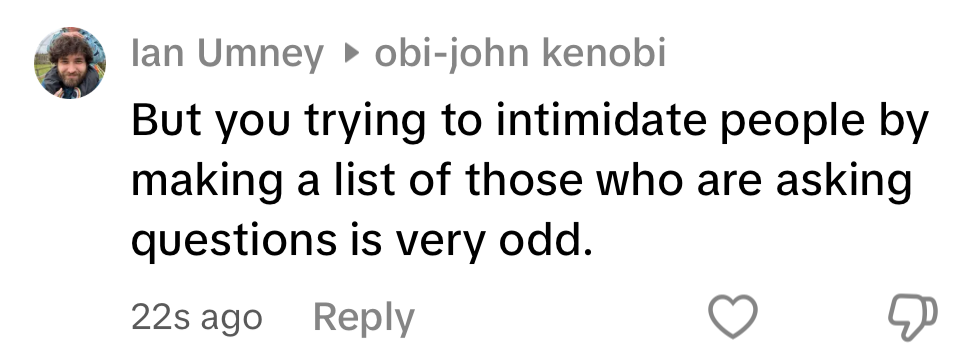 Ian Umney ▸ obi-john kenobi
But you trying to intimidate people by
making a list of those who are asking
questions is very odd.
22s ago Reply